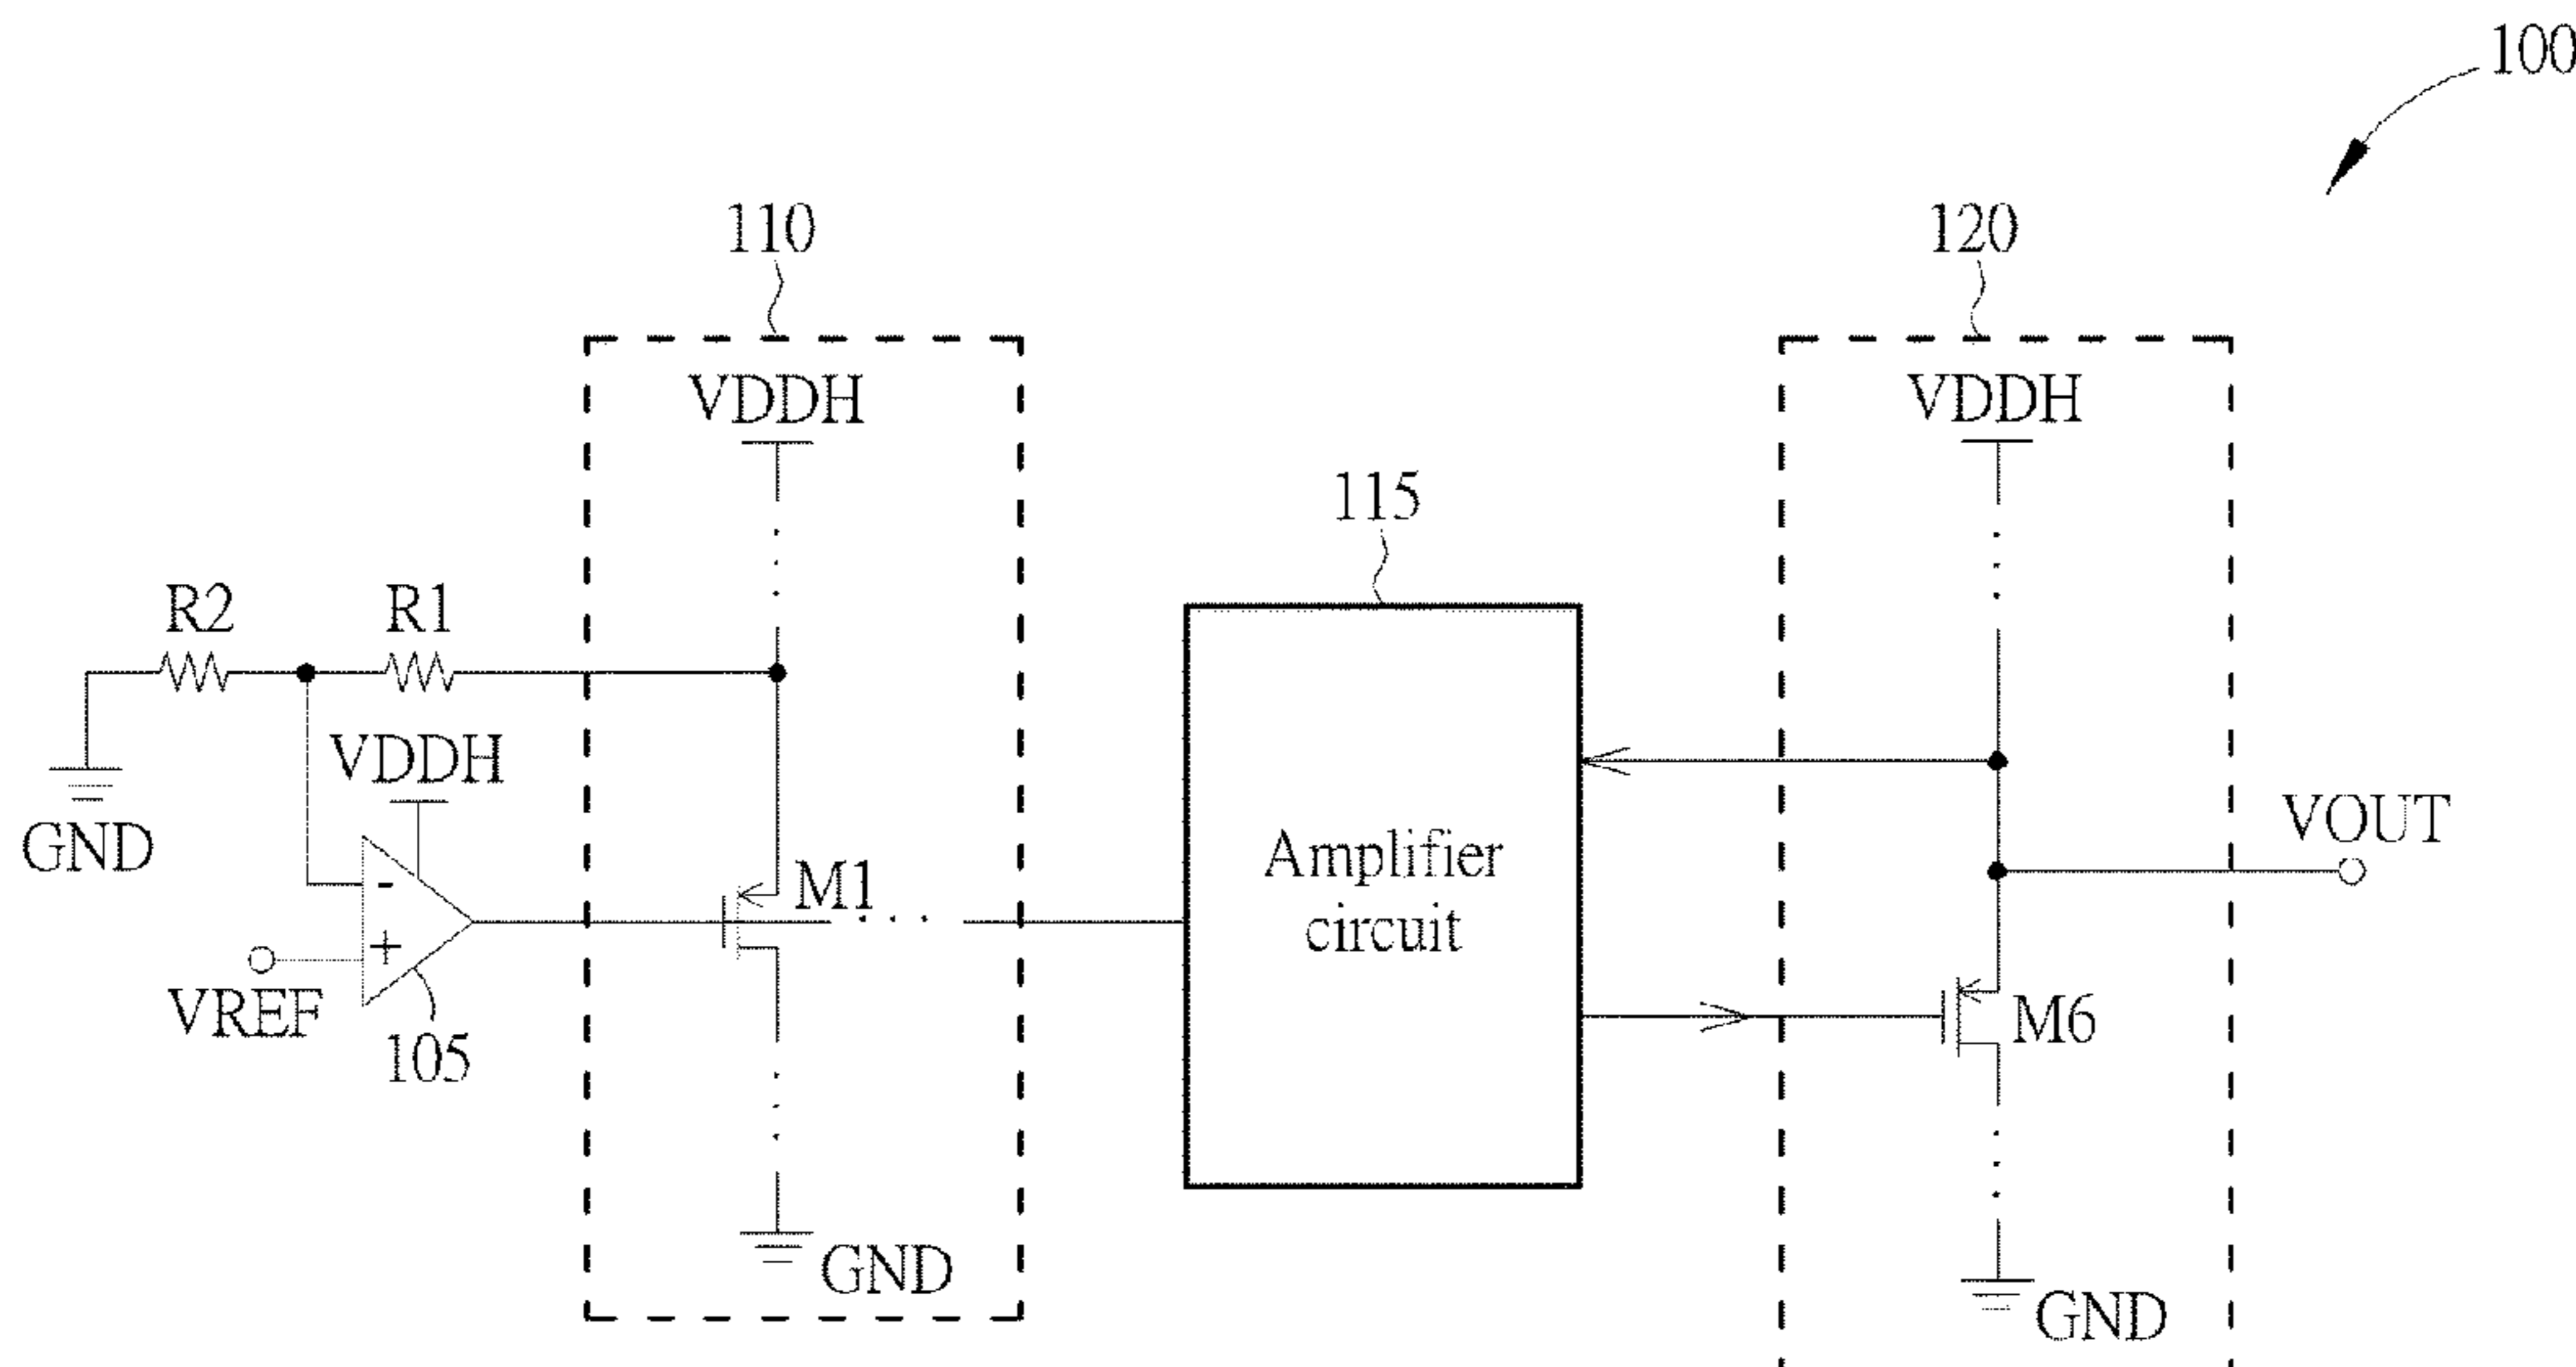 100
110
120
VDDH
VDDH
115
R2
R1
VDDH
GND
VOUT
Amplifier
circuit
M1
-
+
VREF
105
M6
GND
GND